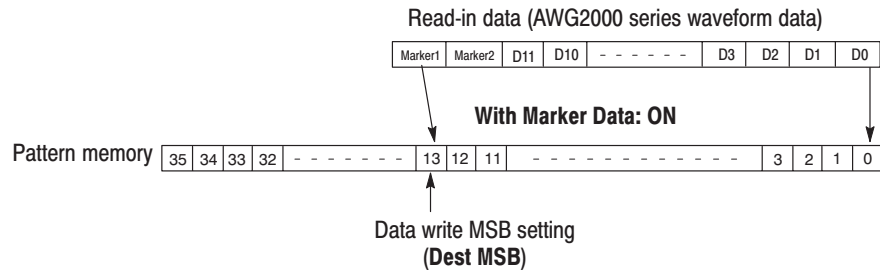 Read-in data (AWG2000 series waveform data)
Marker1 Marker2 D11 D10 - - - - - - D3 D2 D1 D0
With Marker Data: ON
Pattern memory 35 34 33 32 - - - - - - - 13 12 11 - - - - - - - - - - - - - 3 2 1 0
Data write MSB setting
(Dest MSB)